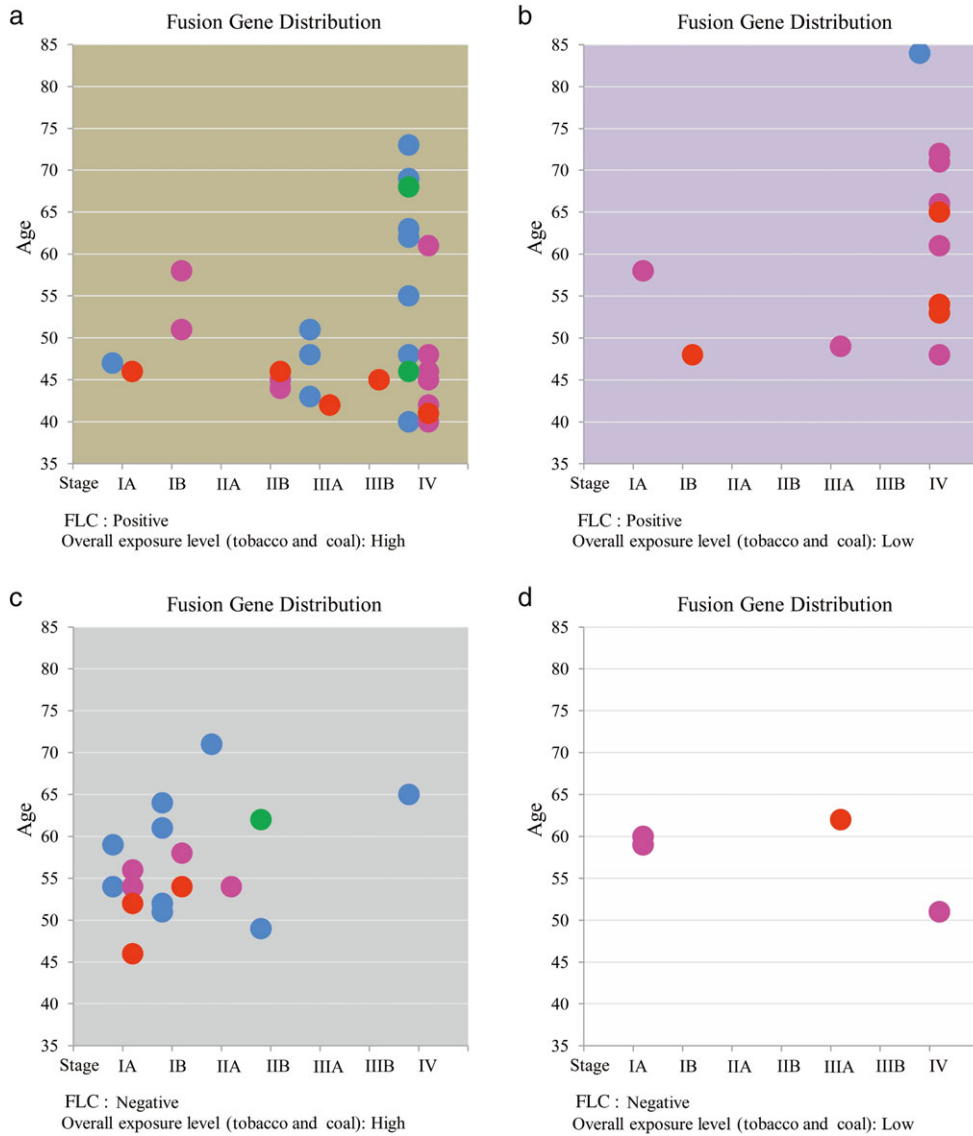 a
Fusion Gene Distribution
85
80
75
70
65
60
55
50
45
40
35
Age
Stage IA IB IIA IIB IIIA IIIB IV
FLC : Positive
Overall exposure level (tobacco and coal): High
b
Fusion Gene Distribution
85
80
75
70
65
60
55
50
45
40
35
Age
Stage IA IB IIA IIB IIIA IIIB IV
FLC : Positive
Overall exposure level (tobacco and coal): Low
c
Fusion Gene Distribution
85
80
75
70
65
60
55
50
45
40
35
Age
Stage IA IB IIA IIB IIIA IIIB IV
FLC : Negative
Overall exposure level (tobacco and coal): High
d
Fusion Gene Distribution
85
80
75
70
65
60
55
50
45
40
35
Age
Stage IA IB IIA IIB IIIA IIIB IV
FLC : Negative
Overall exposure level (tobacco and coal): Low